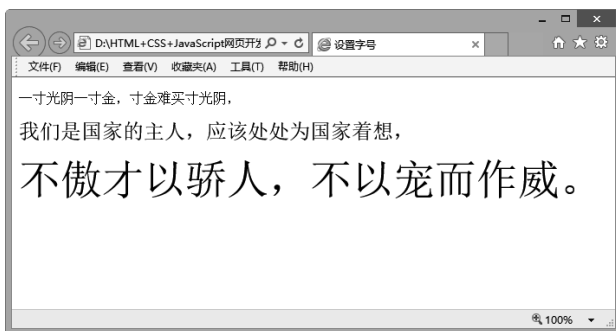 D:\HTML+CSS+JavaScript网页开发
设置字号
文件(F) 编辑(E) 查看(V) 收藏夹(A) 工具(T) 帮助(H)
一寸光阴一寸金，寸金难买寸光阴，
我们是国家的主人，应该处处为国家着想，
不傲才以骄人，不以宠而作威。
100%